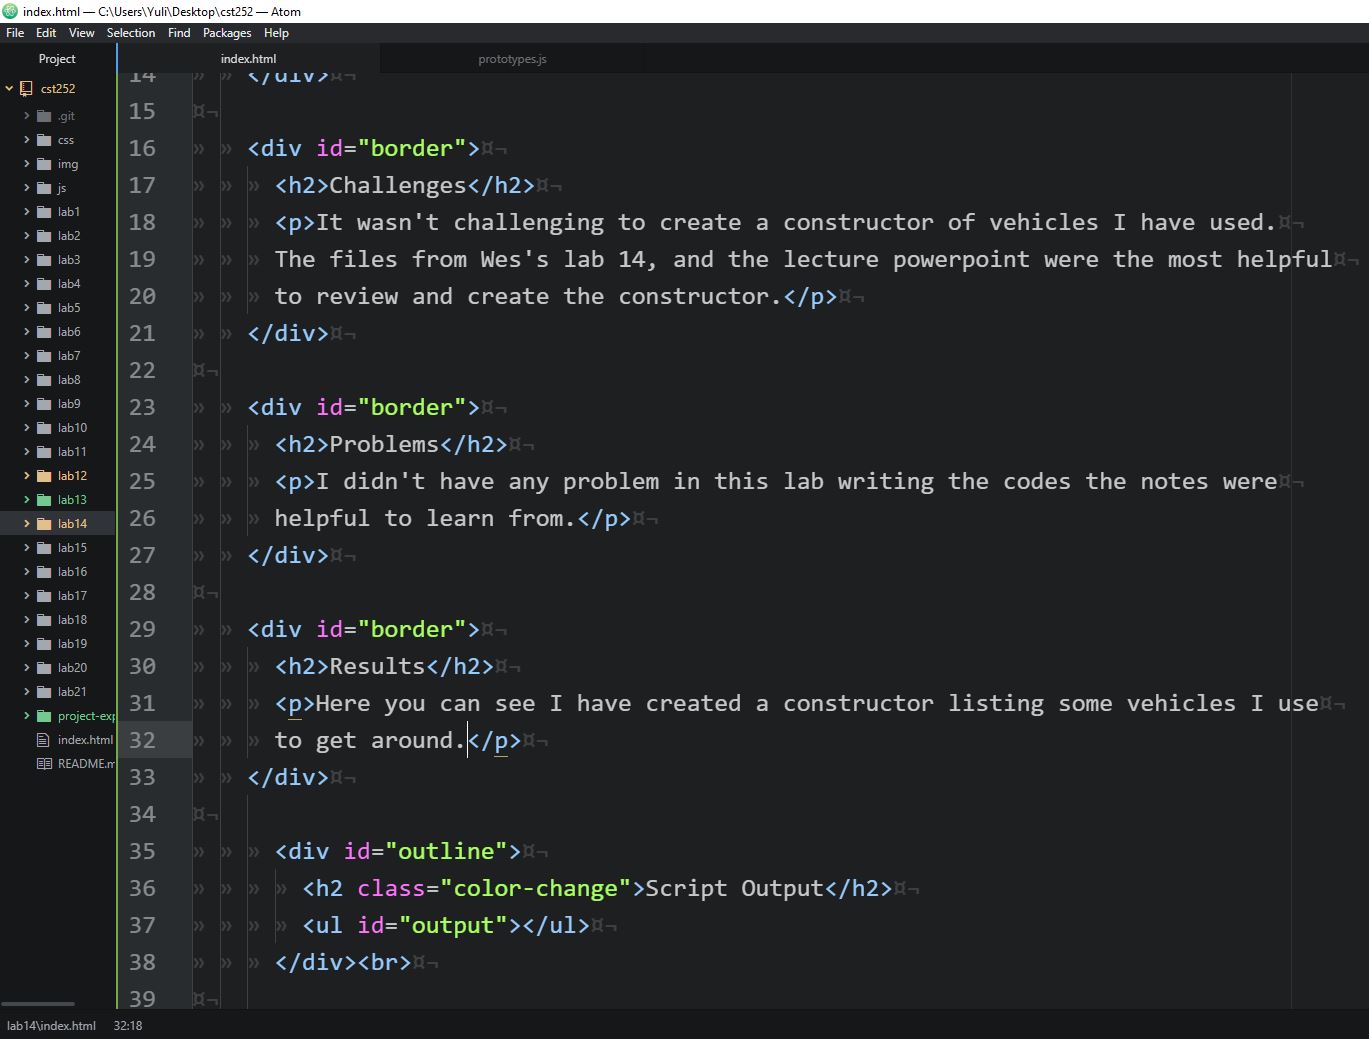 index.html — C:\Users\Yuli\Desktop\cst252 — Atom
File Edit View Selection Find Packages Help
Project
index.html
prototypes.js
cst252
.git
css
img
js
lab1
lab2
lab3
lab4
lab5
lab6
lab7
lab8
lab9
lab10
lab11
lab12
lab13
lab14
lab15
lab16
lab17
lab18
lab19
lab20
lab21
project-exp
index.html
README.m
14 </div>
15
16 <div id="border">
17 <h2>Challenges</h2>
18 <p>It wasn't challenging to create a constructor of vehicles I have used.
19 The files from Wes's lab 14, and the lecture powerpoint were the most helpful
20 to review and create the constructor.</p>
21 </div>
22
23 <div id="border">
24 <h2>Problems</h2>
25 <p>I didn't have any problem in this lab writing the codes the notes were
26 helpful to learn from.</p>
27 </div>
28
29 <div id="border">
30 <h2>Results</h2>
31 <p>Here you can see I have created a constructor listing some vehicles I use
32 to get around.</p>
33 </div>
34
35 <div id="outline">
36 <h2 class="color-change">Script Output</h2>
37 <ul id="output"></ul>
38 </div><br>
39
lab14\index.html 32:18